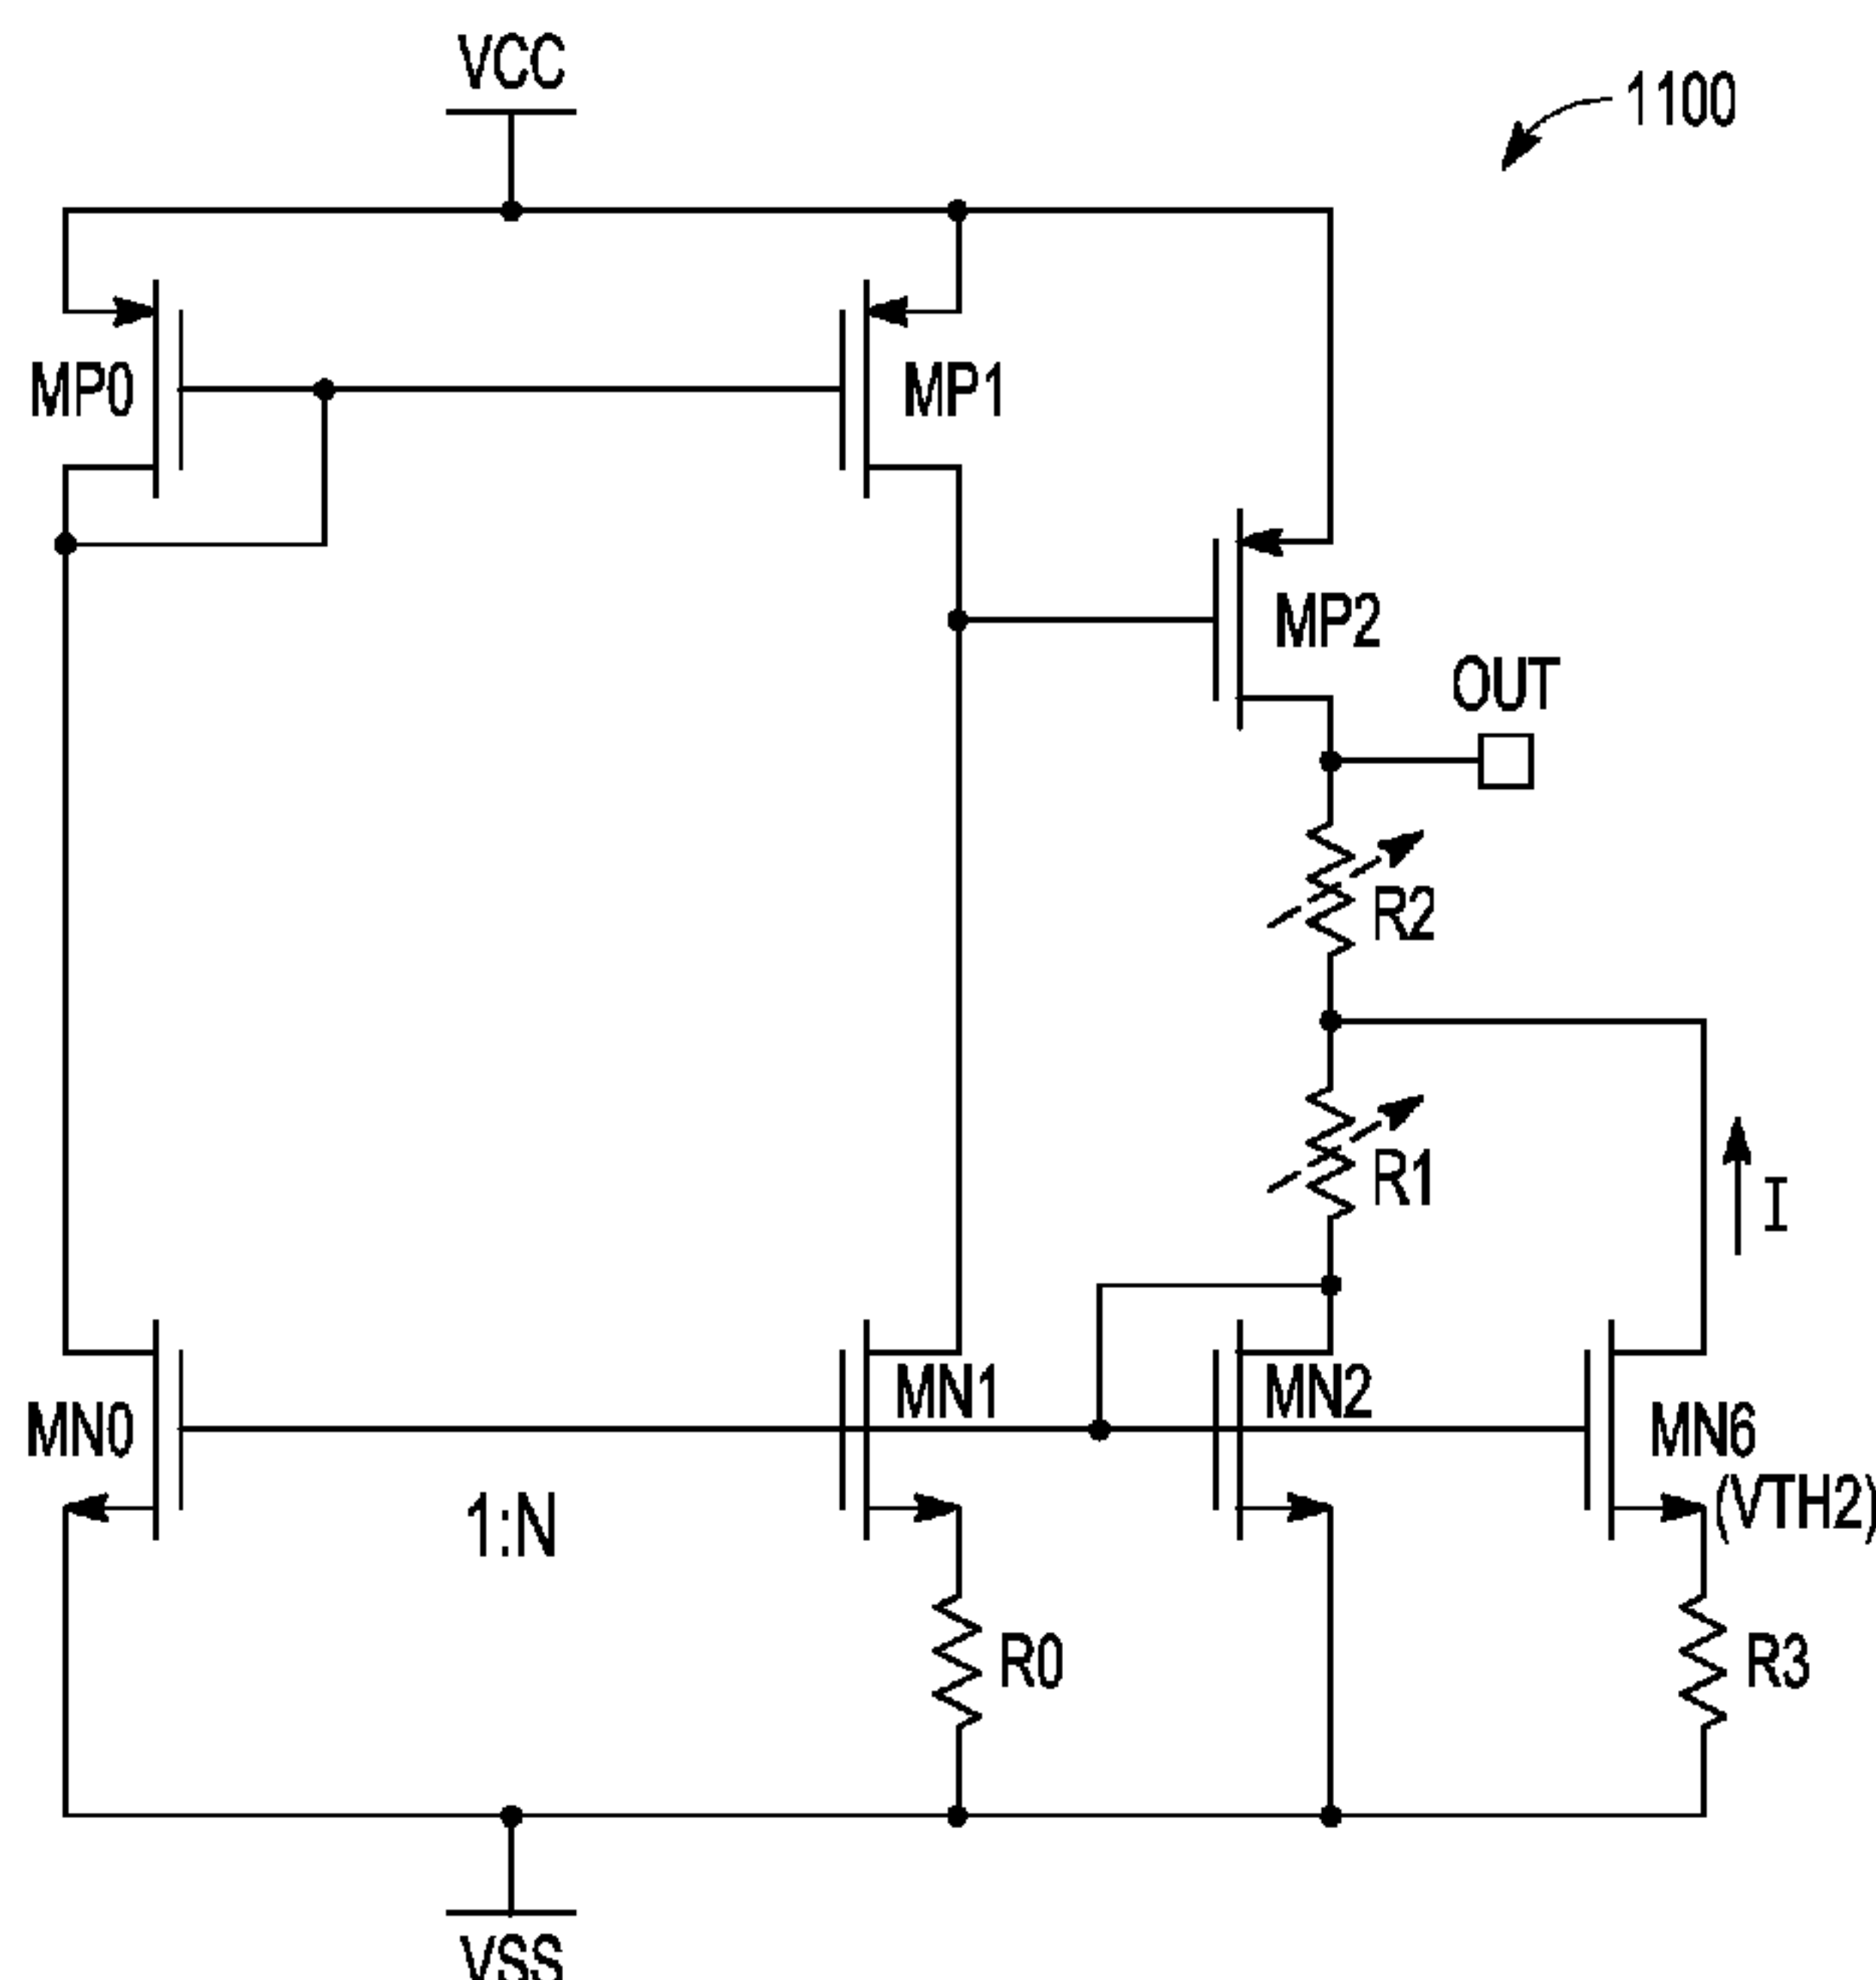 VCC
1100
MP0
MP1
MP2
OUT
R2
R1
I
MN0
MN1
MN2
MN6
(VTH2)
1:N
R0
R3
VSS